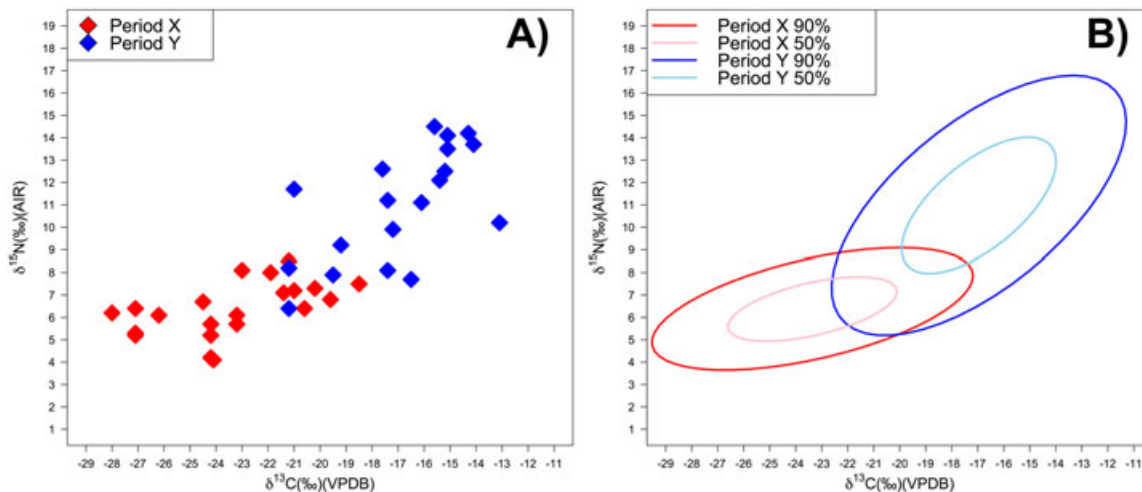 Period X
Period Y
A)
19
18
17
16
15
14
13
12
11
10
9
8
7
6
5
4
3
2
1
δ¹⁵N(‰)(AIR)
-29 -28 -27 -26 -25 -24 -23 -22 -21 -20 -19 -18 -17 -16 -15 -14 -13 -12 -11
δ¹³C(‰)(VPDB)
Period X 90%
Period X 50%
Period Y 90%
Period Y 50%
B)
19
18
17
16
15
14
13
12
11
10
9
8
7
6
5
4
3
2
1
δ¹⁵N(‰)(AIR)
-29 -28 -27 -26 -25 -24 -23 -22 -21 -20 -19 -18 -17 -16 -15 -14 -13 -12 -11
δ¹³C(‰)(VPDB)